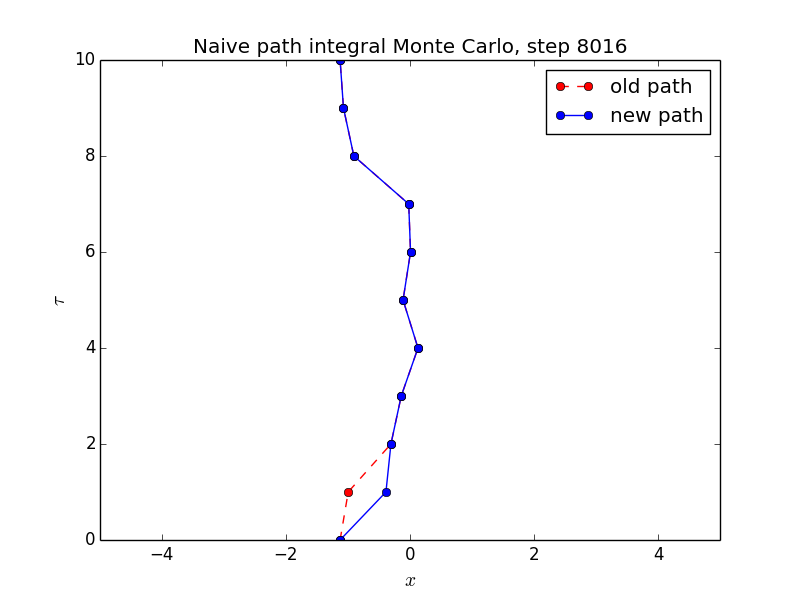 Naive path integral Monte Carlo, step 8016
old path
new path
10
8
6
4
2
0
τ
−4
−2
0
2
4
x